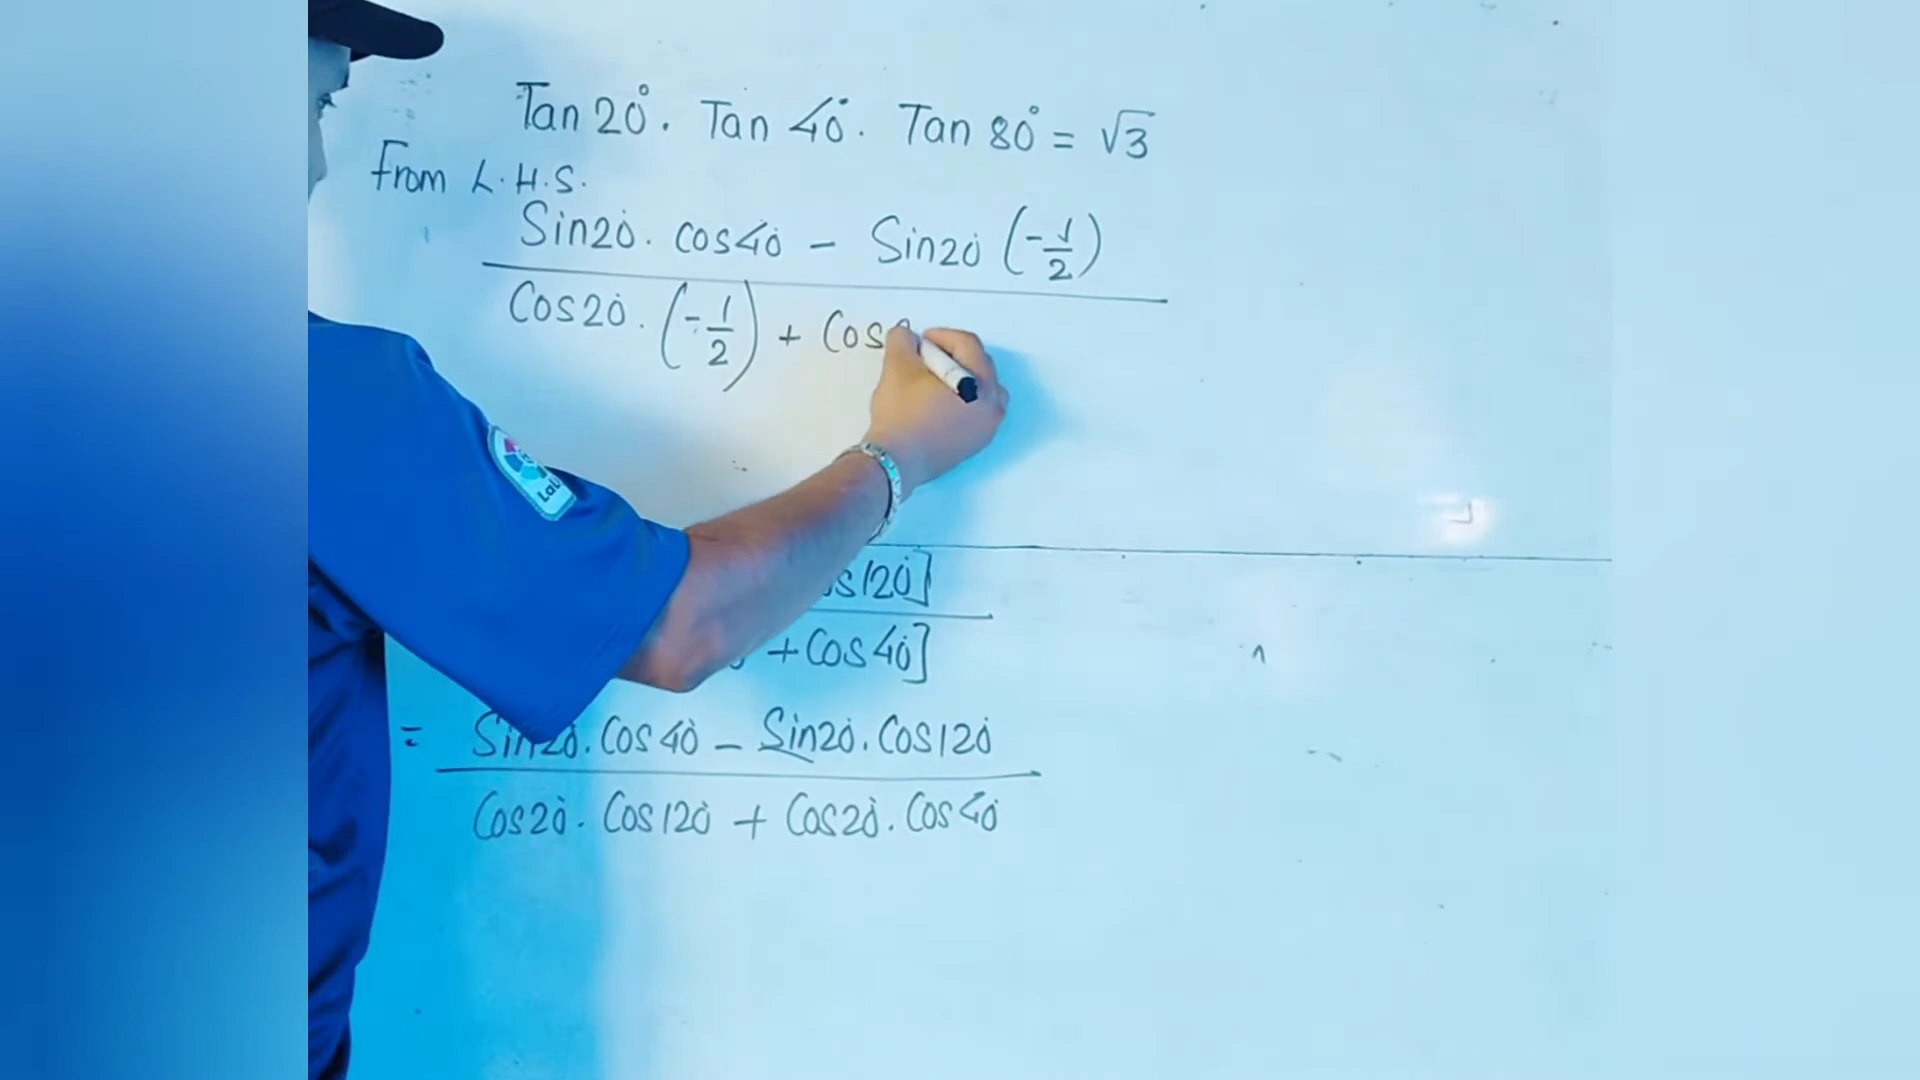 Tan 20°. Tan 40°. Tan 80° = √3
From L.H.S.
Sin20. cos40 - Sin20 (-1/2)
Cos20. (-1/2) + Cos
120]
+Cos40]
= Sin20. Cos40 - Sin20. Cos120
Cos20. Cos120 + Cos20. Cos40